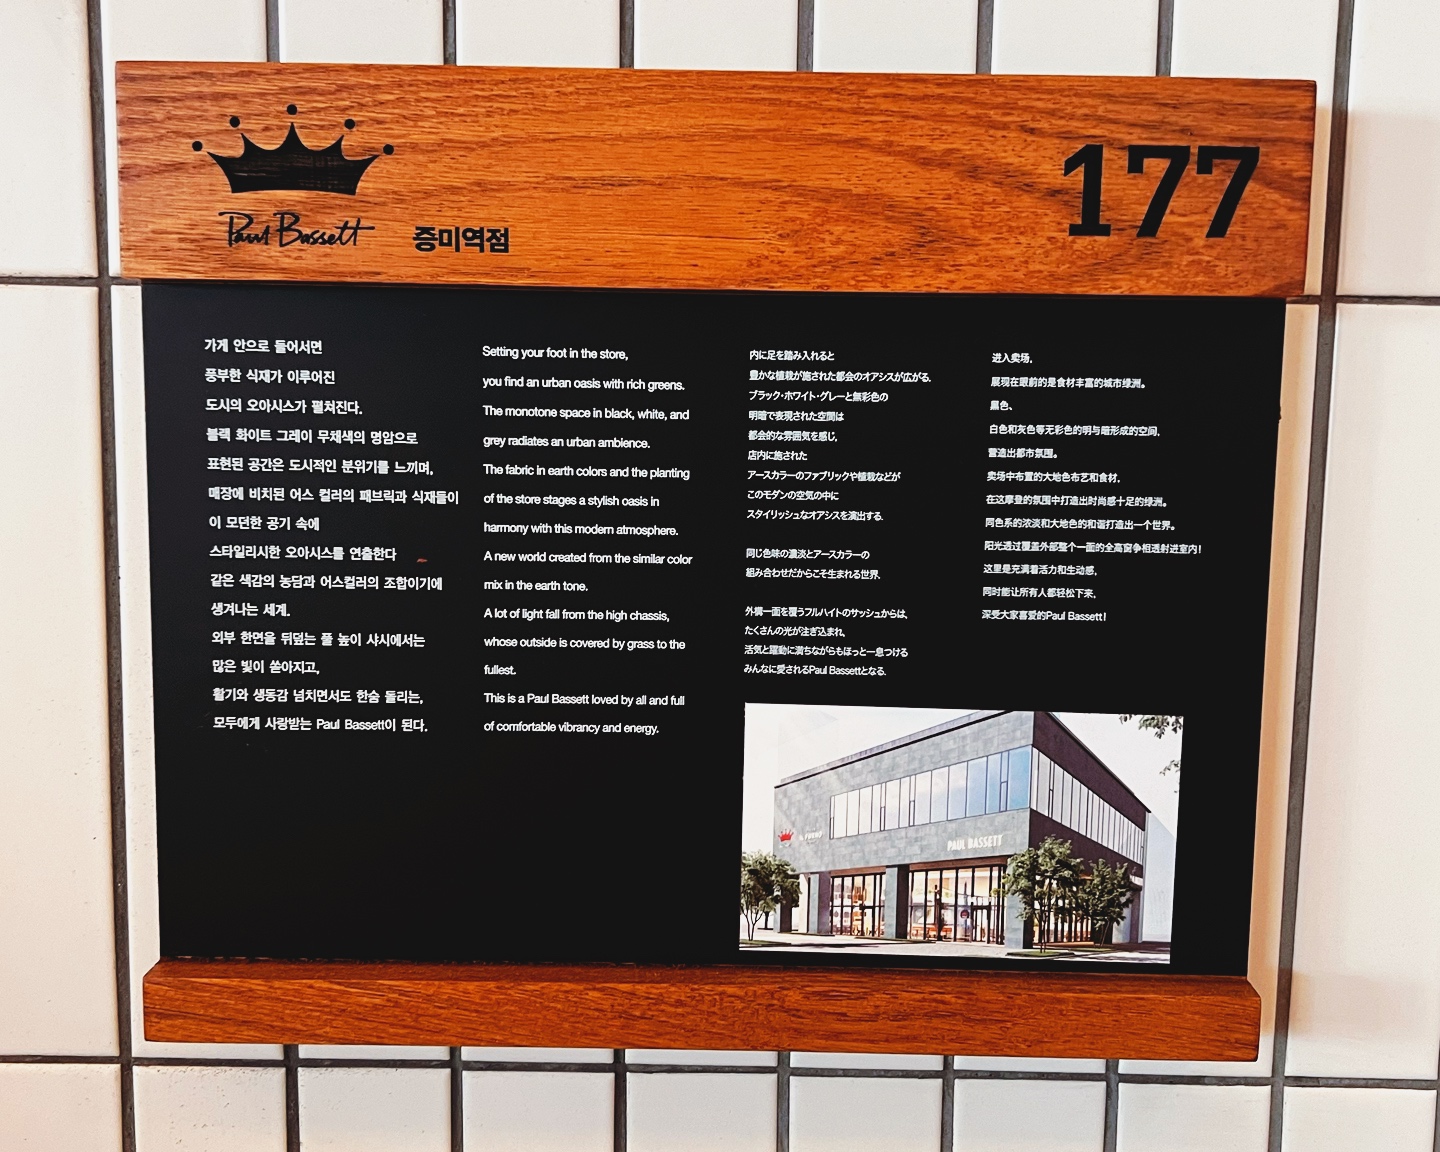 Paul Bassett 증미역점
177
가게 안으로 들어서면
풍부한 식재가 이루어진
도시의 오아시스가 펼쳐진다.
블랙 화이트 그레이 무채색의 명암으로
표현된 공간은 도시적인 분위기를 느끼며,
매장에 비치된 어스 컬러의 패브릭과 식재들이
이 모던한 공기 속에
스타일리시한 오아시스를 연출한다
같은 색감의 농담과 어스컬러의 조합이기에
생겨나는 세계.
외부 한면을 뒤덮는 풀 높이 샤시에서는
많은 빛이 쏟아지고,
활기와 생동감 넘치면서도 한숨 돌리는,
모두에게 사랑받는 Paul Bassett이 된다.
Setting your foot in the store,
you find an urban oasis with rich greens.
The monotone space in black, white, and
grey radiates an urban ambience.
The fabric in earth colors and the planting
of the store stages a stylish oasis in
harmony with this modern atmosphere.
A new world created from the similar color
mix in the earth tone.
A lot of light fall from the high chassis,
whose outside is covered by grass to the
fullest.
This is a Paul Bassett loved by all and full
of comfortable vibrancy and energy.
内に足を踏み入れると
豊かな植栽が施された都会のオアシスが広がる。
ブラック・ホワイト・グレーと無彩色の
明暗で表現された空間は
都会的な雰囲気を感じ,
店内に施された
アースカラーのファブリックや植栽などが
このモダンの空気の中に
スタイリッシュなオアシスを演出する.
同じ色味の濃淡とアースカラーの
組み合わせだからこそ生まれる世界、
外構一面を覆うフルハイトのサッシュからは、
たくさんの光が注ぎ込まれ、
活気と躍動に満ちながらもほっと一息つける
みんなに愛されるPaul Bassettとなる.
进入卖场,
展现在眼前的是食材丰富的城市绿洲。
黑色、
白色和灰色等无彩色的明与暗形成的空间,
营造出都市氛围。
卖场中布置的大地色布艺和食材,
在这摩登的氛围中打造出时尚感十足的绿洲。
同色系的浓淡和大地色的和谐打造出一个世界。
阳光透过覆盖外部整个一面的全高窗争相透射进室内!
这里是充满着活力和生动感,
同时能让所有人都轻松下来,
深受大家喜爱的Paul Bassett!
PAUL BASSETT